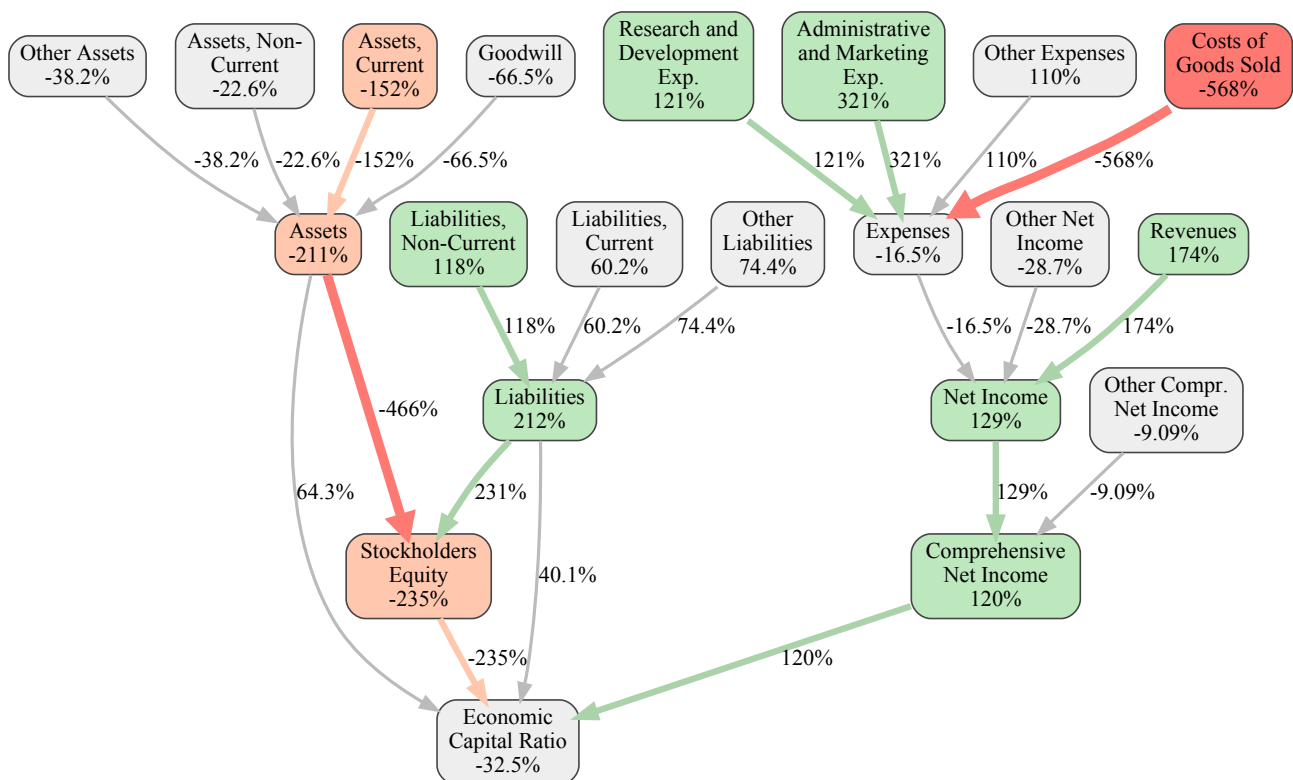 Other Assets
-38.2%
Assets, Non-
Current
-22.6%
Assets,
Current
-152%
Goodwill
-66.5%
Research and
Development
Exp.
121%
Administrative
and Marketing
Exp.
321%
Other Expenses
110%
Costs of
Goods Sold
-568%
-38.2%
-22.6%
-152%
-66.5%
121%
321%
110%
-568%
Assets
-211%
Liabilities,
Non-Current
118%
Liabilities,
Current
60.2%
Other
Liabilities
74.4%
Expenses
-16.5%
Other Net
Income
-28.7%
Revenues
174%
118%
60.2%
74.4%
-16.5%
-28.7%
174%
-466%
Liabilities
212%
Net Income
129%
Other Compr.
Net Income
-9.09%
64.3%
231%
129%
-9.09%
Stockholders
Equity
-235%
40.1%
Comprehensive
Net Income
120%
-235%
120%
Economic
Capital Ratio
-32.5%